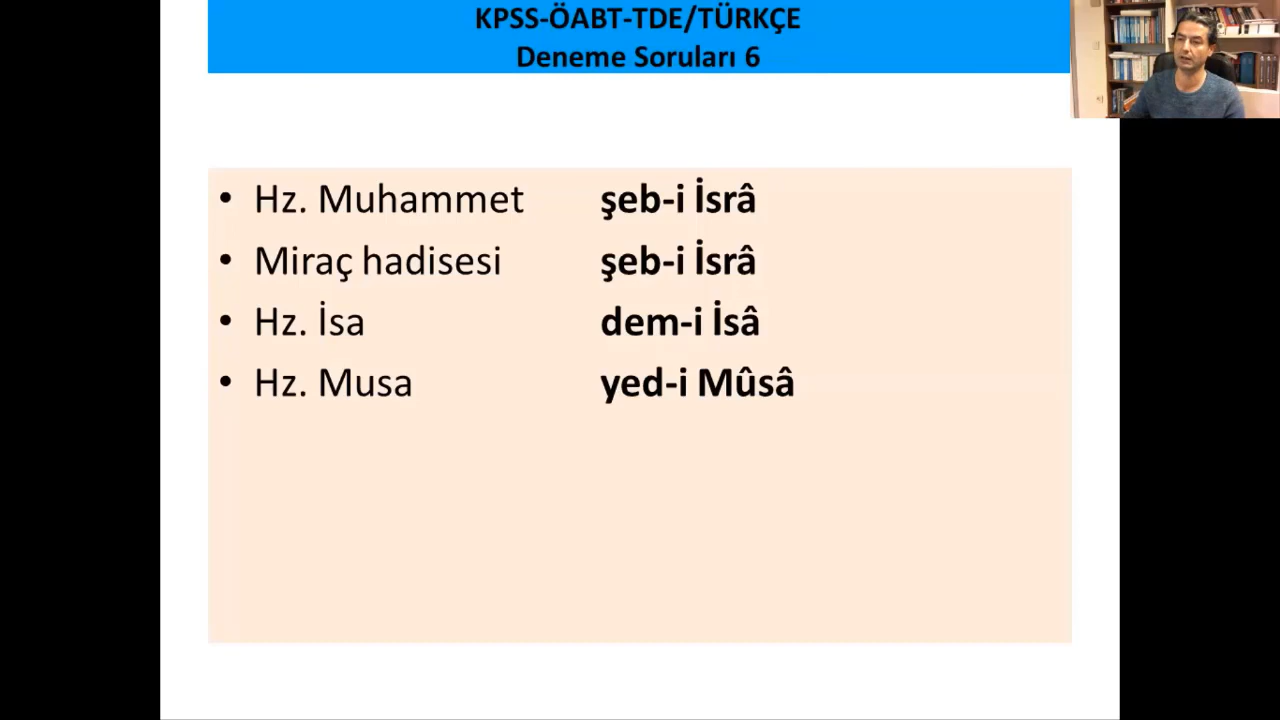 KPSS-ÖABT-TDE/TÜRKÇE
Deneme Soruları 6
• Hz. Muhammet şeb-i İsrâ
• Miraç hadisesi şeb-i İsrâ
• Hz. İsa dem-i İsâ
• Hz. Musa yed-i Mûsâ